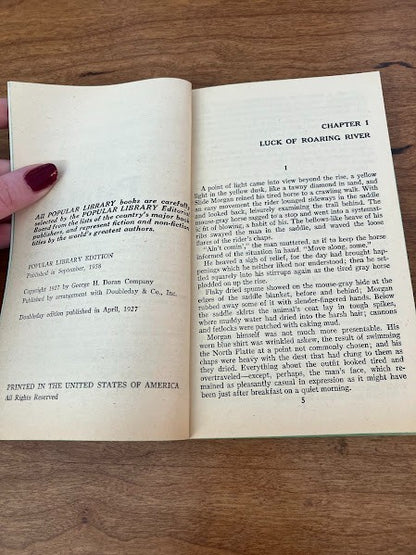 All POPULAR LIBRARY books are carefully
selected by the POPULAR LIBRARY Editorial
Board from the lists of the country's major book
publishers, and represent fiction and non-fiction
titles by the world's greatest authors.
POPULAR LIBRARY EDITION
Published in September, 1958
Copyright 1927 by George H. Doran Company
Published by arrangement with Doubleday & Co., Inc.
Doubleday edition published in April, 1927
PRINTED IN THE UNITED STATES OF AMERICA
All Rights Reserved
CHAPTER I
LUCK OF ROARING RIVER
I
A point of light came into view beyond the rise, a yellow
light in the yellow dusk, like a tawny diamond in sand, and
Slide Morgan reined his tired horse to a crawling walk. With
an easy movement the rider lounged sideways in the saddle
and looked back, leisurely examining the trail behind. The
mouse-gray horse sagged to a stop and went into a systemat-
ic fit of blowing, a habit of his. The bellows-like heave of his
ribs swayed the man in the saddle, and waved the loose
dures of the rider's chaps.
"Ain't comin'," the man muttered, as if to keep the horse
informed of the situation in hand. "Move along, some."
He heaved a sigh of relief, for the day had brought hap-
penings which he neither liked nor understood; then he set-
tled squarely into his stirrups again as the tired gray horse
plodded on up the rise.
Flaky dried spume showed on the mouse-gray hide at the
edges of the saddle blanket, before and behind; Morgan
rubbed away some of it with slender-fingered hands. Below
the saddle skirts the animal's coat lay in tough spikes,
where muddy water had dried into the harsh hair; cannons
and fetlocks were patched with caking mud.
Morgan himself was not much more presentable. His
worn blue shirt was wrinkled askew, the result of swimming
the North Platte at a point not commonly chosen; and his
chaps were heavy with the dust that had clung to them as
they dried. Everything about the outfit looked tired and
overtraveled—except, perhaps, the man's face, which re-
mained as pleasantly casual in expression as it might have
been just after breakfast on a quiet morning.
5